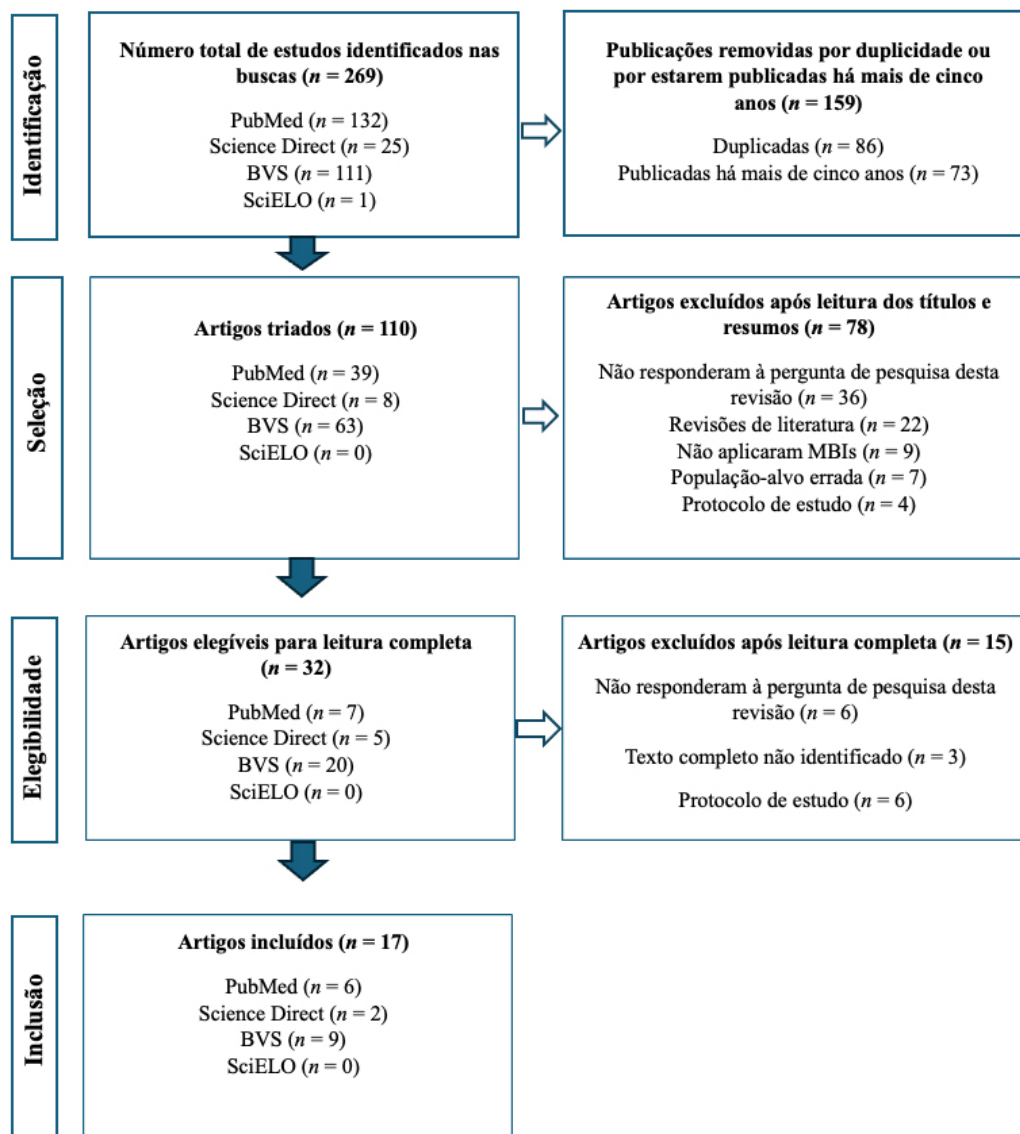 Identificação
Número total de estudos identificados nas
buscas (n = 269)
PubMed (n = 132)
Science Direct (n = 25)
BVS (n = 111)
SciELO (n = 1)
Publicações removidas por duplicidade ou
por estarem publicadas há mais de cinco
anos (n = 159)
Duplicadas (n = 86)
Publicadas há mais de cinco anos (n = 73)
Seleção
Artigos triados (n = 110)
PubMed (n = 39)
Science Direct (n = 8)
BVS (n = 63)
SciELO (n = 0)
Artigos excluídos após leitura dos títulos e
resumos (n = 78)
Não responderam à pergunta de pesquisa desta
revisão (n = 36)
Revisões de literatura (n = 22)
Não aplicaram MBIs (n = 9)
População-alvo errada (n = 7)
Protocolo de estudo (n = 4)
Elegibilidade
Artigos elegíveis para leitura completa
(n = 32)
PubMed (n = 7)
Science Direct (n = 5)
BVS (n = 20)
SciELO (n = 0)
Artigos excluídos após leitura completa (n = 15)
Não responderam à pergunta de pesquisa desta
revisão (n = 6)
Texto completo não identificado (n = 3)
Protocolo de estudo (n = 6)
Inclusão
Artigos incluídos (n = 17)
PubMed (n = 6)
Science Direct (n = 2)
BVS (n = 9)
SciELO (n = 0)